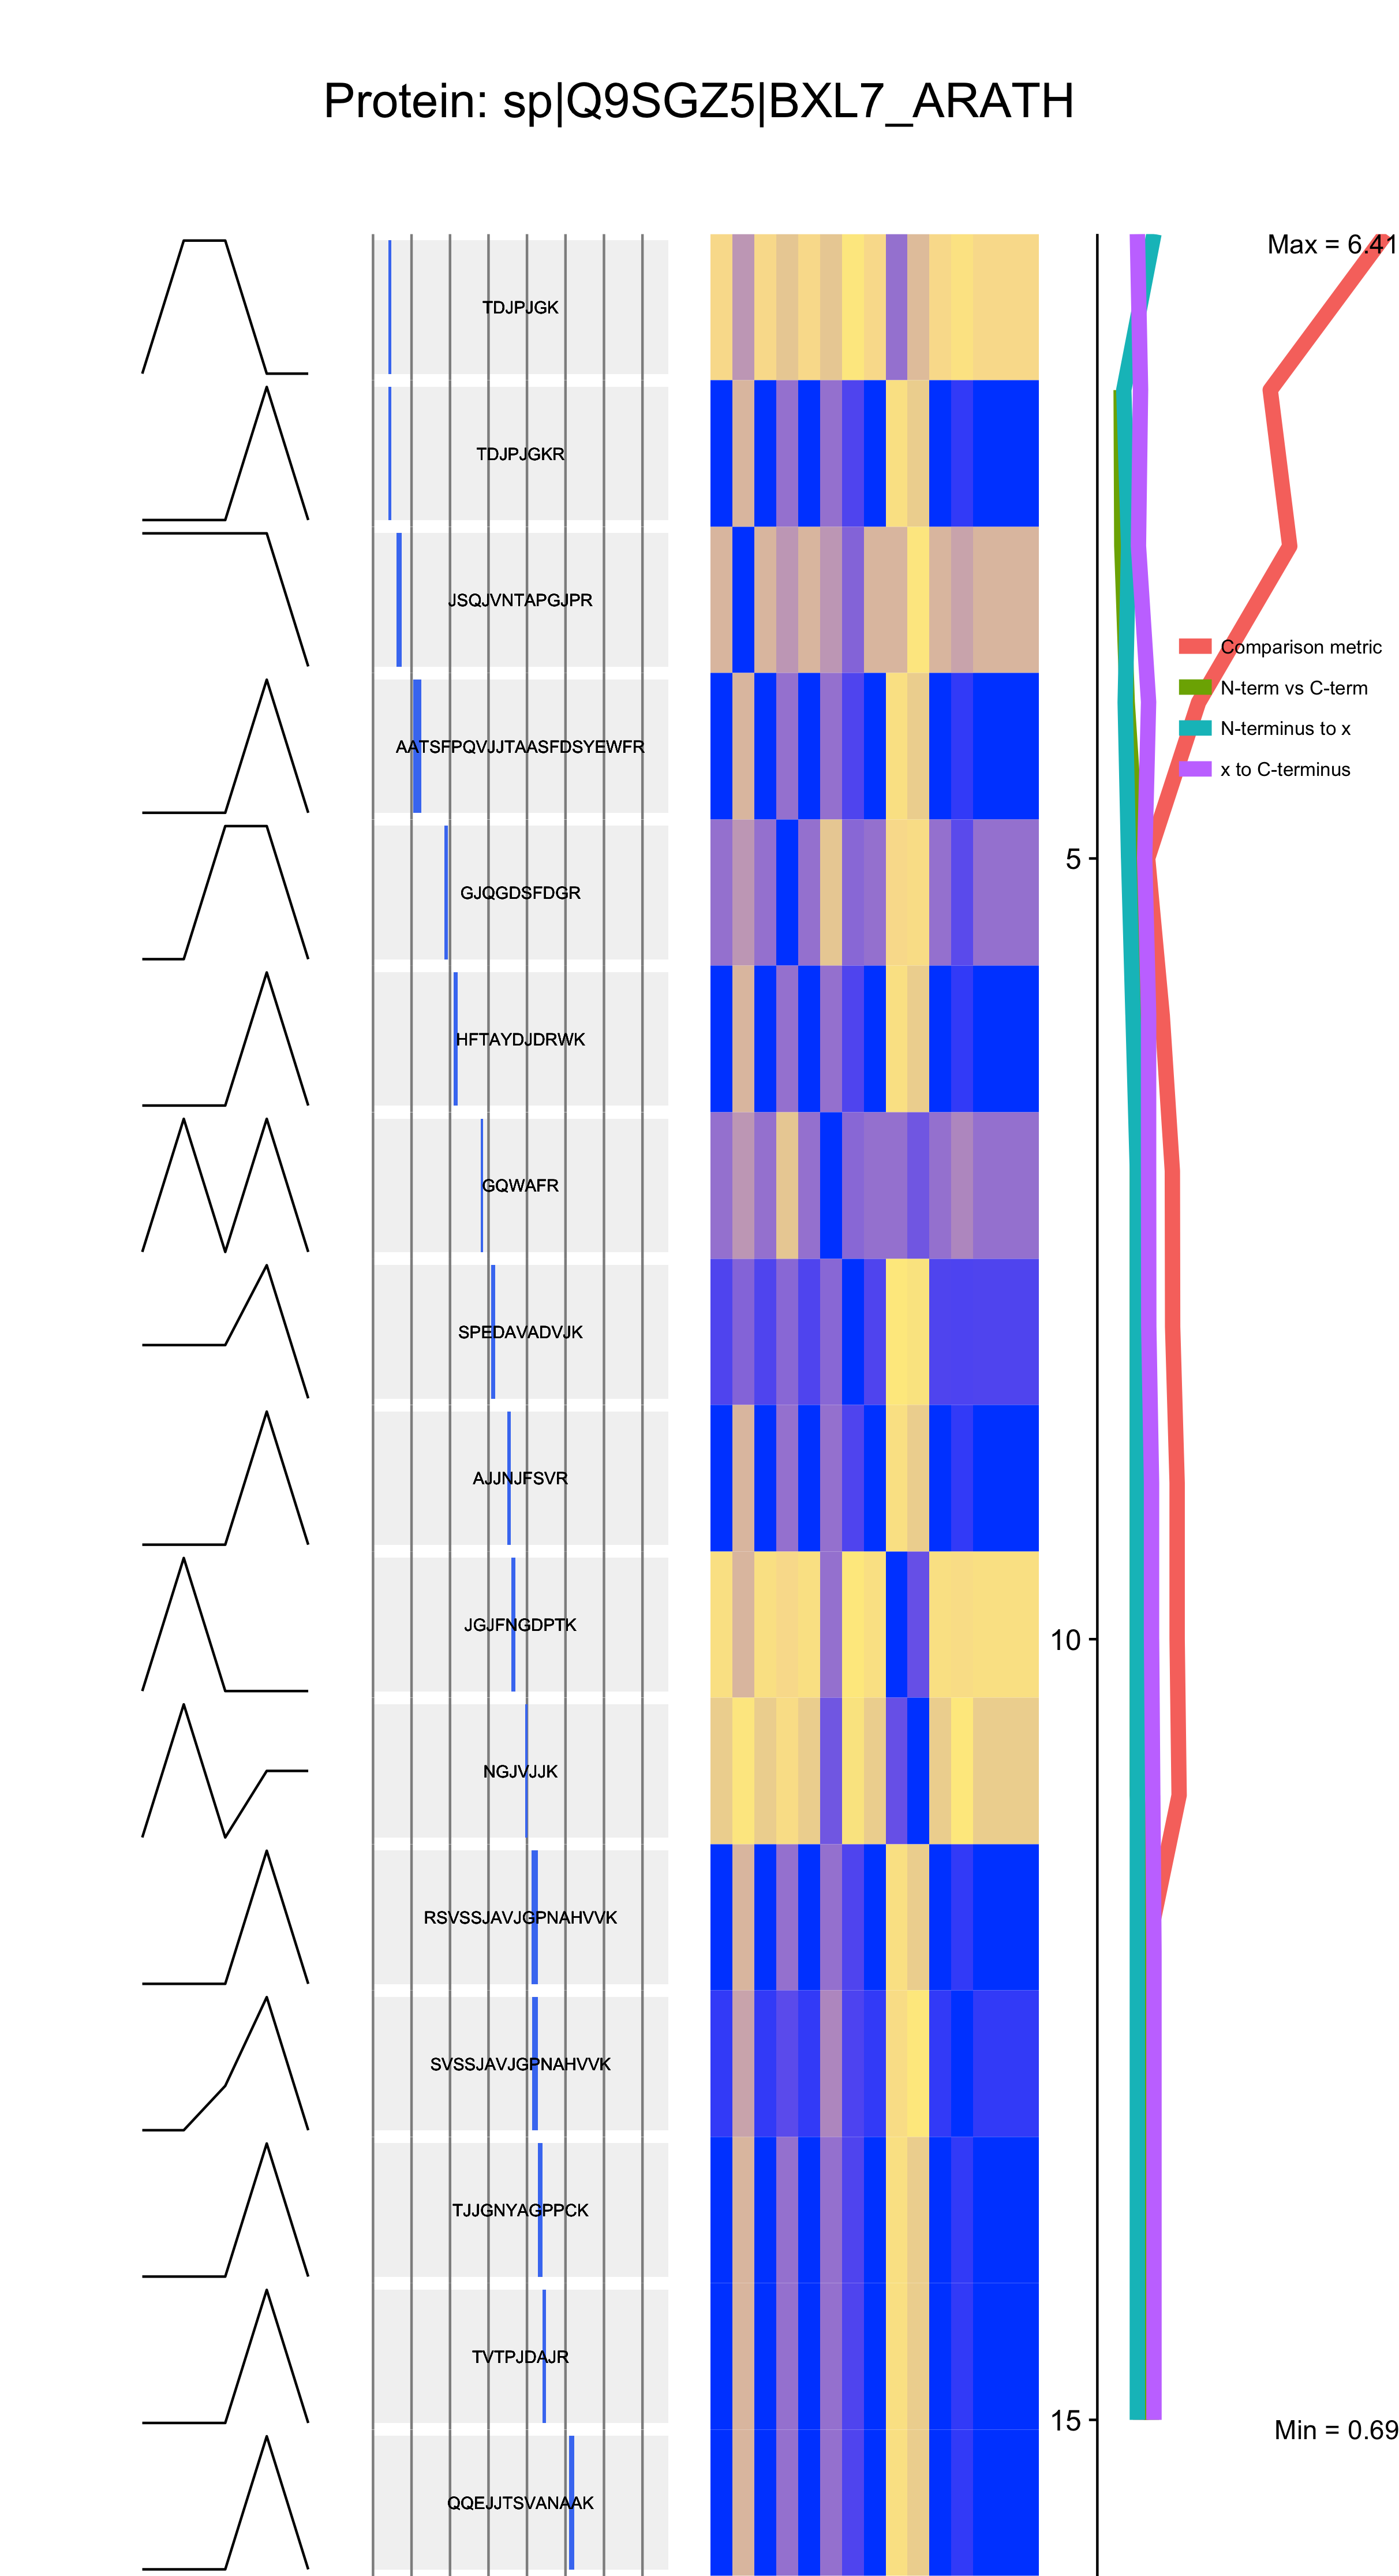 Protein: sp|Q9SGZ5|BXL7_ARATH
Max = 6.41
TDJPJGK
TDJPJGKR
JSQJVNTAPGJPR
Comparison metric
N-term vs C-term
N-terminus to x
x to C-terminus
AATSFPQVJJTAASFDSYEWFR
5
GJQGDSFDGR
HFTAYDJDRWK
GQWAFR
SPEDAVADVJK
AJJNJFSVR
JGJFNGDPTK
10
NGJVJJK
RSVSSJAVJGPNAHVVK
SVSSJAVJGPNAHVVK
TJJGNYAGPPCK
TVTPJDAJR
15
Min = 0.69
QQEJJTSVANAAK